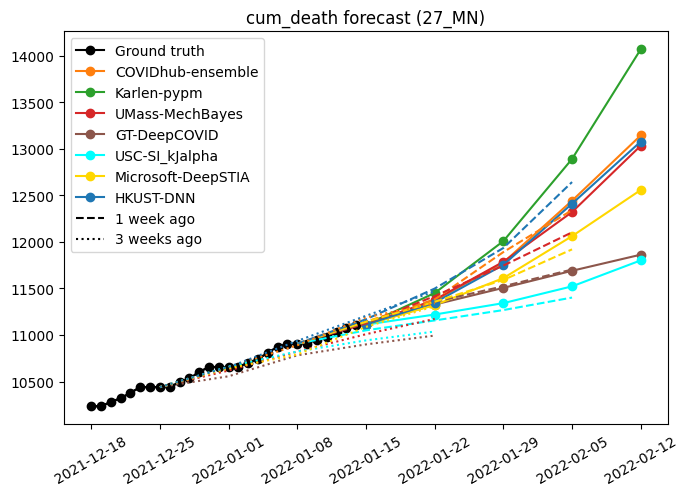 cum_death forecast (27_MN)
14000
13500
13000
12500
12000
11500
11000
10500
Ground truth
COVIDhub-ensemble
Karlen-pypm
UMass-MechBayes
GT-DeepCOVID
USC-SI_kJalpha
Microsoft-DeepSTIA
HKUST-DNN
1 week ago
3 weeks ago
2021-12-18
2021-12-25
2022-01-01
2022-01-08
2022-01-15
2022-01-22
2022-01-29
2022-02-05
2022-02-12